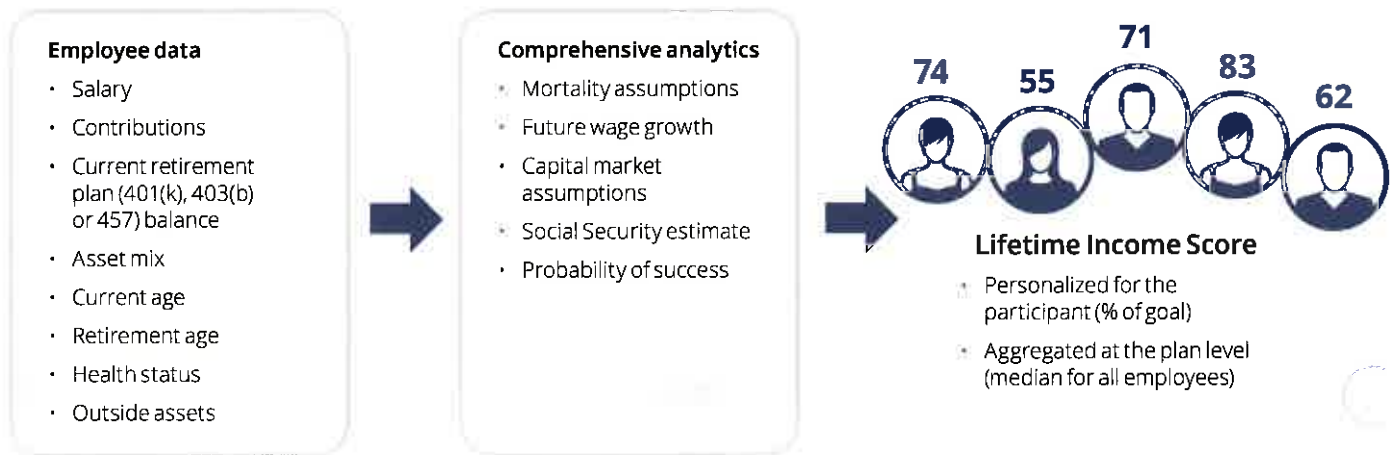 Employee data
• Salary
• Contributions
• Current retirement
plan (401(k), 403(b)
or 457) balance
• Asset mix
• Current age
• Retirement age
• Health status
• Outside assets
Comprehensive analytics
• Mortality assumptions
• Future wage growth
• Capital market
assumptions
• Social Security estimate
• Probability of success
74
55
71
83
62
Lifetime Income Score
• Personalized for the
participant (% of goal)
• Aggregated at the plan level
(median for all employees)